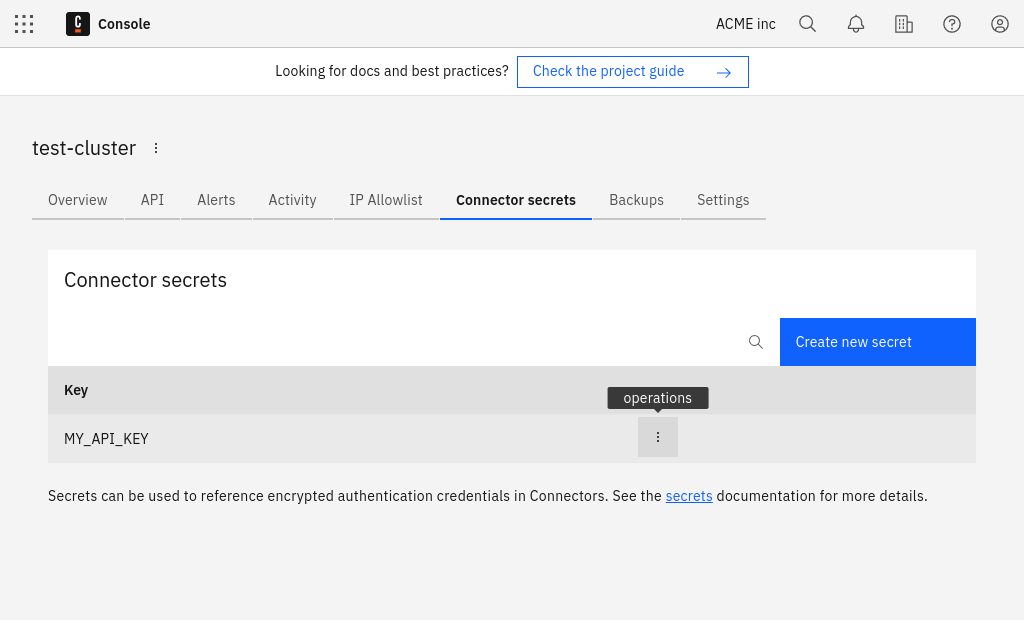 Console
ACME inc
Looking for docs and best practices? Check the project guide
test-cluster
Overview API Alerts Activity IP Allowlist Connector secrets Backups Settings
Connector secrets
Create new secret
Key
operations
MY_API_KEY
Secrets can be used to reference encrypted authentication credentials in Connectors. See the secrets documentation for more details.